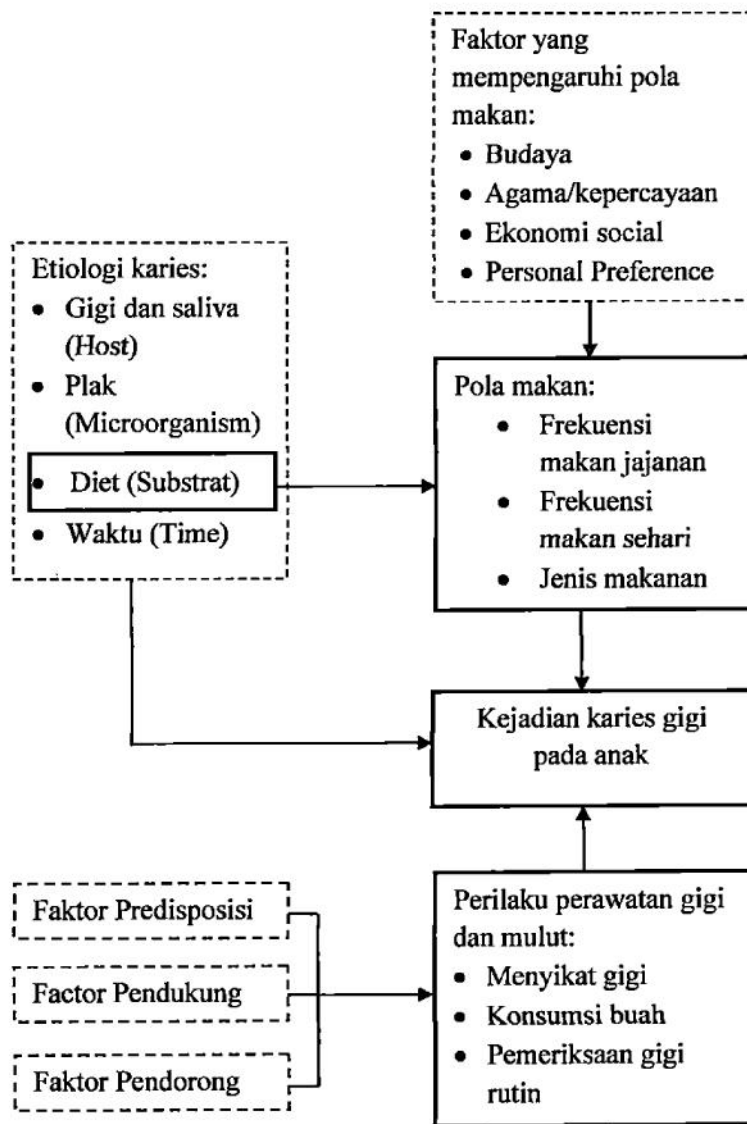 Faktor yang
mempengaruhi pola
makan:
• Budaya
• Agama/kepercayaan
• Ekonomi social
• Personal Preference
Etiologi karies:
• Gigi dan saliva
(Host)
• Plak
(Microorganism)
• Diet (Substrat)
• Waktu (Time)
Pola makan:
• Frekuensi
makan jajanan
• Frekuensi
makan sehari
• Jenis makanan
Kejadian karies gigi
pada anak
Faktor Predisposisi
Factor Pendukung
Faktor Pendorong
Perilaku perawatan gigi
dan mulut:
• Menyikat gigi
• Konsumsi buah
• Pemeriksaan gigi
rutin